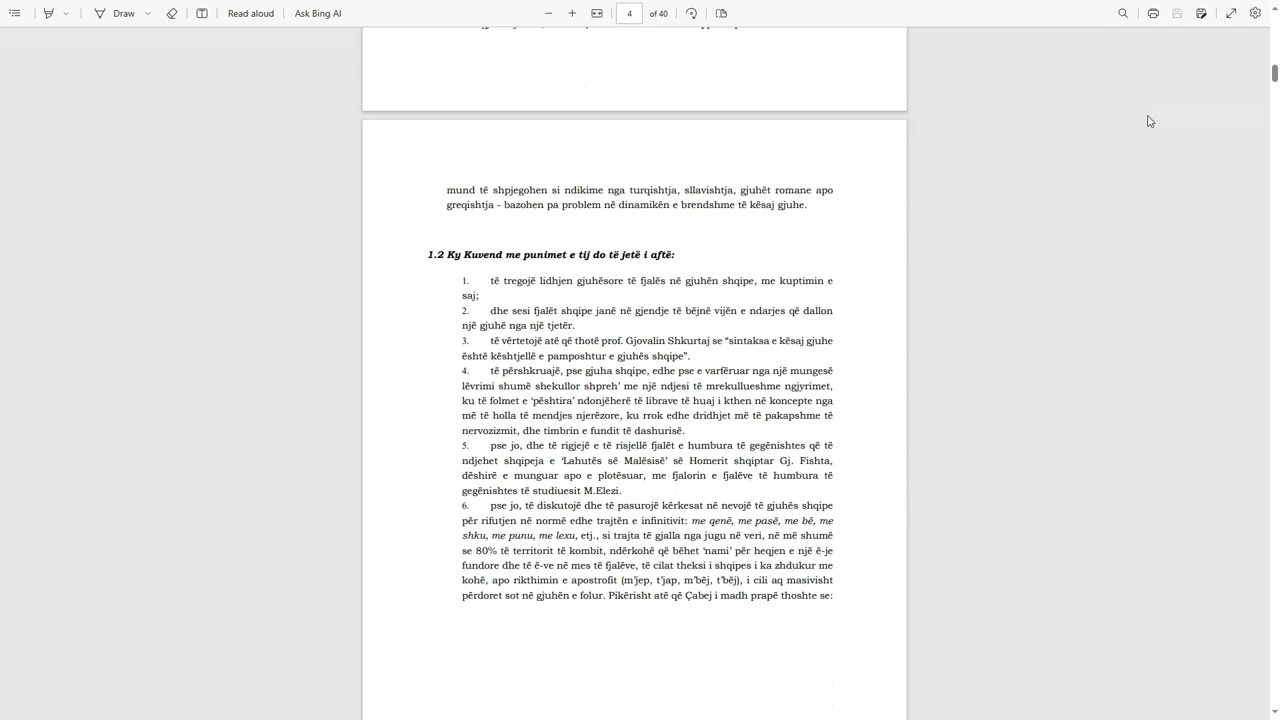 Draw
Read aloud
Ask Bing AI
4
of 40
mund të shpjegohen si ndikime nga turqishtja, sllavishtja, gjuhët romane apo
greqishtja - bazohen pa problem në dinamikën e brendshme të kësaj gjuhe.
1.2 Ky Kuvend me punimet e tij do të jetë i aftë:
1. të tregojë lidhjen gjuhësore të fjalës në gjuhën shqipe, me kuptimin e
saj;
2. dhe sesi fjalët shqipe janë në gjendje të bëjnë vijën e ndarjes që dallon
një gjuhë nga një tjetër.
3. të vërtetojë atë që thotë prof. Gjovalin Shkurtaj se “sintaksa e kësaj gjuhe
është kështjellë e pamposhtur e gjuhës shqipe”.
4. të përshkruajë, pse gjuha shqipe, edhe pse e varfëruar nga një mungesë
lëvrimi shumë shekullor shpreh’ me një ndjesi të mrekullueshme ngjyrimet,
ku të folmet e ‘pështira’ ndonjëherë të librave të huaj i kthen në koncepte nga
më të holla të mendjes njerëzore, ku rrok edhe dridhjet më të pakapshme të
nervozizmit, dhe timbrin e fundit të dashurisë.
5. pse jo, dhe të rigjejë e të risjellë fjalët e humbura të gegënishtes që të
ndjehet shqipeja e ‘Lahutës së Malësisë’ së Homerit shqiptar Gj. Fishta,
dëshirë e munguar apo e plotësuar, me fjalorin e fjalëve të humbura të
gegënishtes të studiuesit M.Elezi.
6. pse jo, të diskutojë dhe të pasurojë kërkesat në nevojë të gjuhës shqipe
për rifutjen në normë edhe trajtën e infinitivit: me qenë, me pasë, me bë, me
shku, me punu, me lexu, etj., si trajta të gjalla nga jugu në veri, në më shumë
se 80% të territorit të kombit, ndërkohë që bëhet ‘nami’ për heqjen e një ë-je
fundore dhe të ë-ve në mes të fjalëve, të cilat theksi i shqipes i ka zhdukur me
kohë, apo rikthimin e apostrofit (m’jep, t’jap, m’bëj, t’bëj), i cili aq masivisht
përdoret sot në gjuhën e folur. Pikërisht atë që Çabej i madh prapë thoshte se: